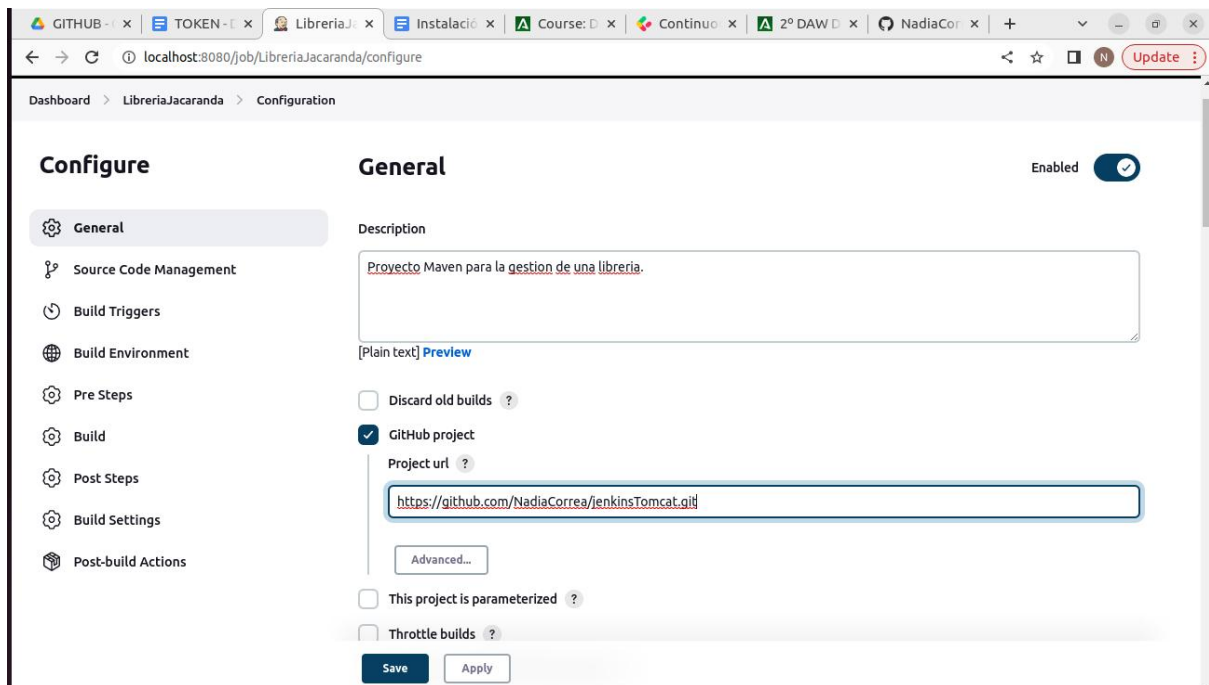 GITHUB - 
TOKEN - 
LibreriaJa
Instalació
Course: D
Continuo
2º DAW D
NadiaCor
localhost:8080/job/LibreriaJacaranda/configure
N
Update
Dashboard > LibreriaJacaranda > Configuration
Configure
General
Enabled
General
Description
Source Code Management
Proyecto Maven para la gestion de una libreria.
Build Triggers
Build Environment
[Plain text] Preview
Pre Steps
Discard old builds ?
Build
GitHub project
Project url ?
Post Steps
https://github.com/NadiaCorrea/jenkinsTomcat.git
Build Settings
Post-build Actions
Advanced...
This project is parameterized ?
Throttle builds ?
Save
Apply